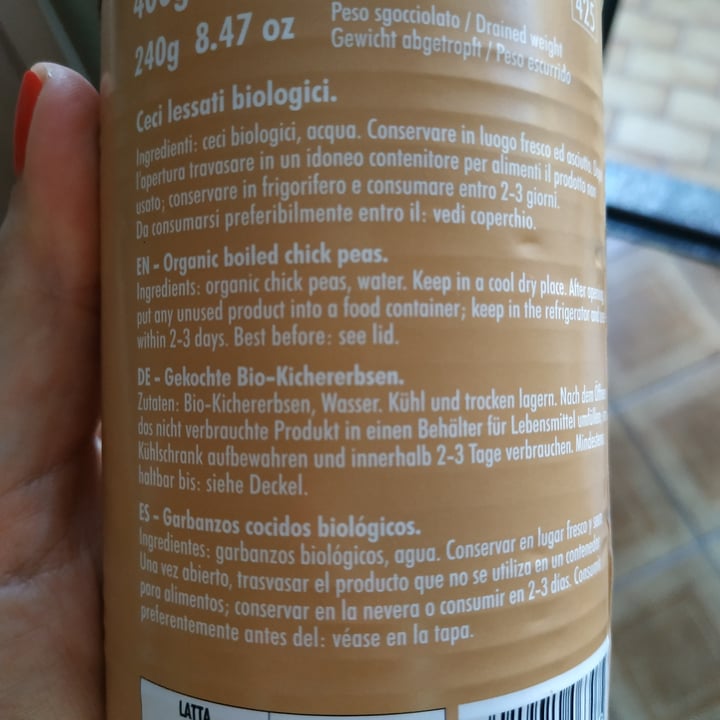 400g
240g 8.47 oz
Peso sgocciolato / Drained weight
Gewicht abgetropft / Peso escurrido
425
Ceci lessati biologici.
Ingredienti: ceci biologici, acqua. Conservare in luogo fresco ed asciutto.
l'apertura travasare in un idoneo contenitore per alimenti il prodotto non
usato; conservare in frigorifero e consumare entro 2-3 giorni.
Da consumarsi preferibilmente entro il: vedi coperchio.
EN - Organic boiled chick peas.
Ingredients: organic chick peas, water. Keep in a cool dry place. After
put any unused product into a food container; keep in the refrigerator and
within 2-3 days. Best before: see lid.
DE - Gekochte Bio-Kichererbsen.
Zutaten: Bio-Kichererbsen, Wasser. Kühl und trocken lagern. Nach dem
das nicht verbrauchte Produkt in einen Behälter für Lebensmittel umfüllen,
Kühlschrank aufbewahren und innerhalb 2-3 Tage verbrauchen. Mindestens
haltbar bis: siehe Deckel.
ES - Garbanzos cocidos biológicos.
Ingredientes: garbanzos biológicos, agua. Conservar en lugar fresco y
Una vez abierto, trasvasar el producto que no se utiliza en un contenedor
para alimentos; conservar en la nevera o consumir en 2-3 días.
preferentemente antes del: véase en la tapa.
LATTA